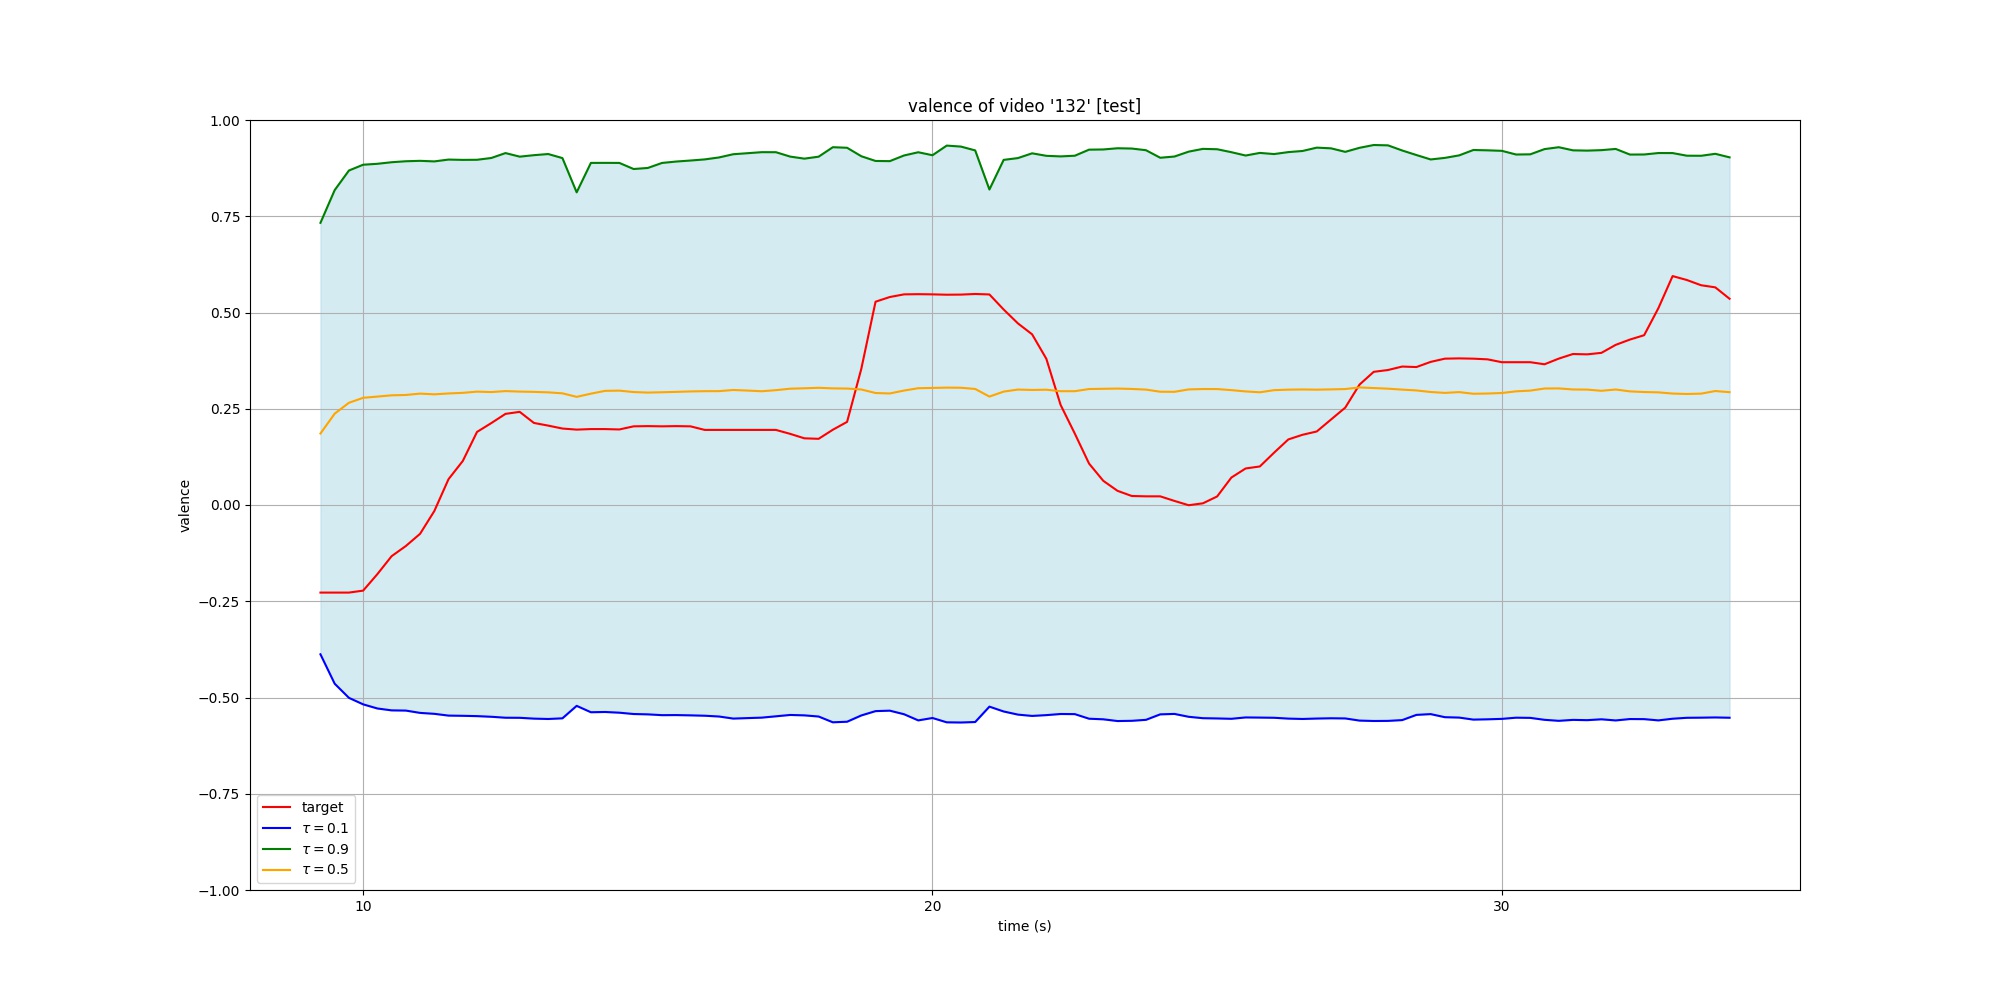 valence of video '132' [test]
1.00
0.75
0.50
0.25
0.00
−0.25
−0.50
−0.75
−1.00
valence
target
τ = 0.1
τ = 0.9
τ = 0.5
10
20
30
time (s)